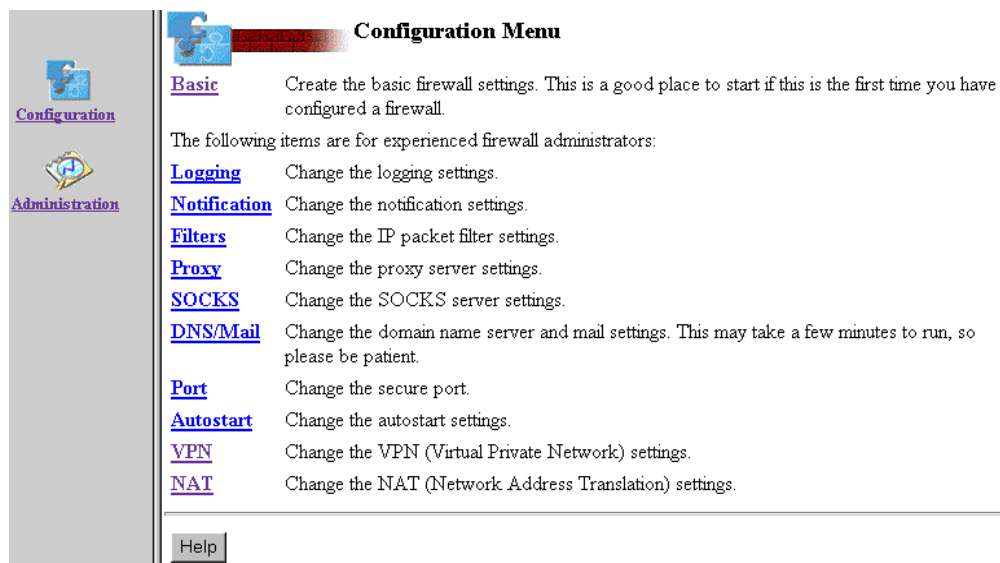 Configuration
Administration
Configuration Menu
Basic Create the basic firewall settings. This is a good place to start if this is the first time you have
configured a firewall.
The following items are for experienced firewall administrators:
Logging Change the logging settings.
Notification Change the notification settings.
Filters Change the IP packet filter settings.
Proxy Change the proxy server settings.
SOCKS Change the SOCKS server settings.
DNS/Mail Change the domain name server and mail settings. This may take a few minutes to run, so
please be patient.
Port Change the secure port.
Autostart Change the autostart settings.
VPN Change the VPN (Virtual Private Network) settings.
NAT Change the NAT (Network Address Translation) settings.
Help